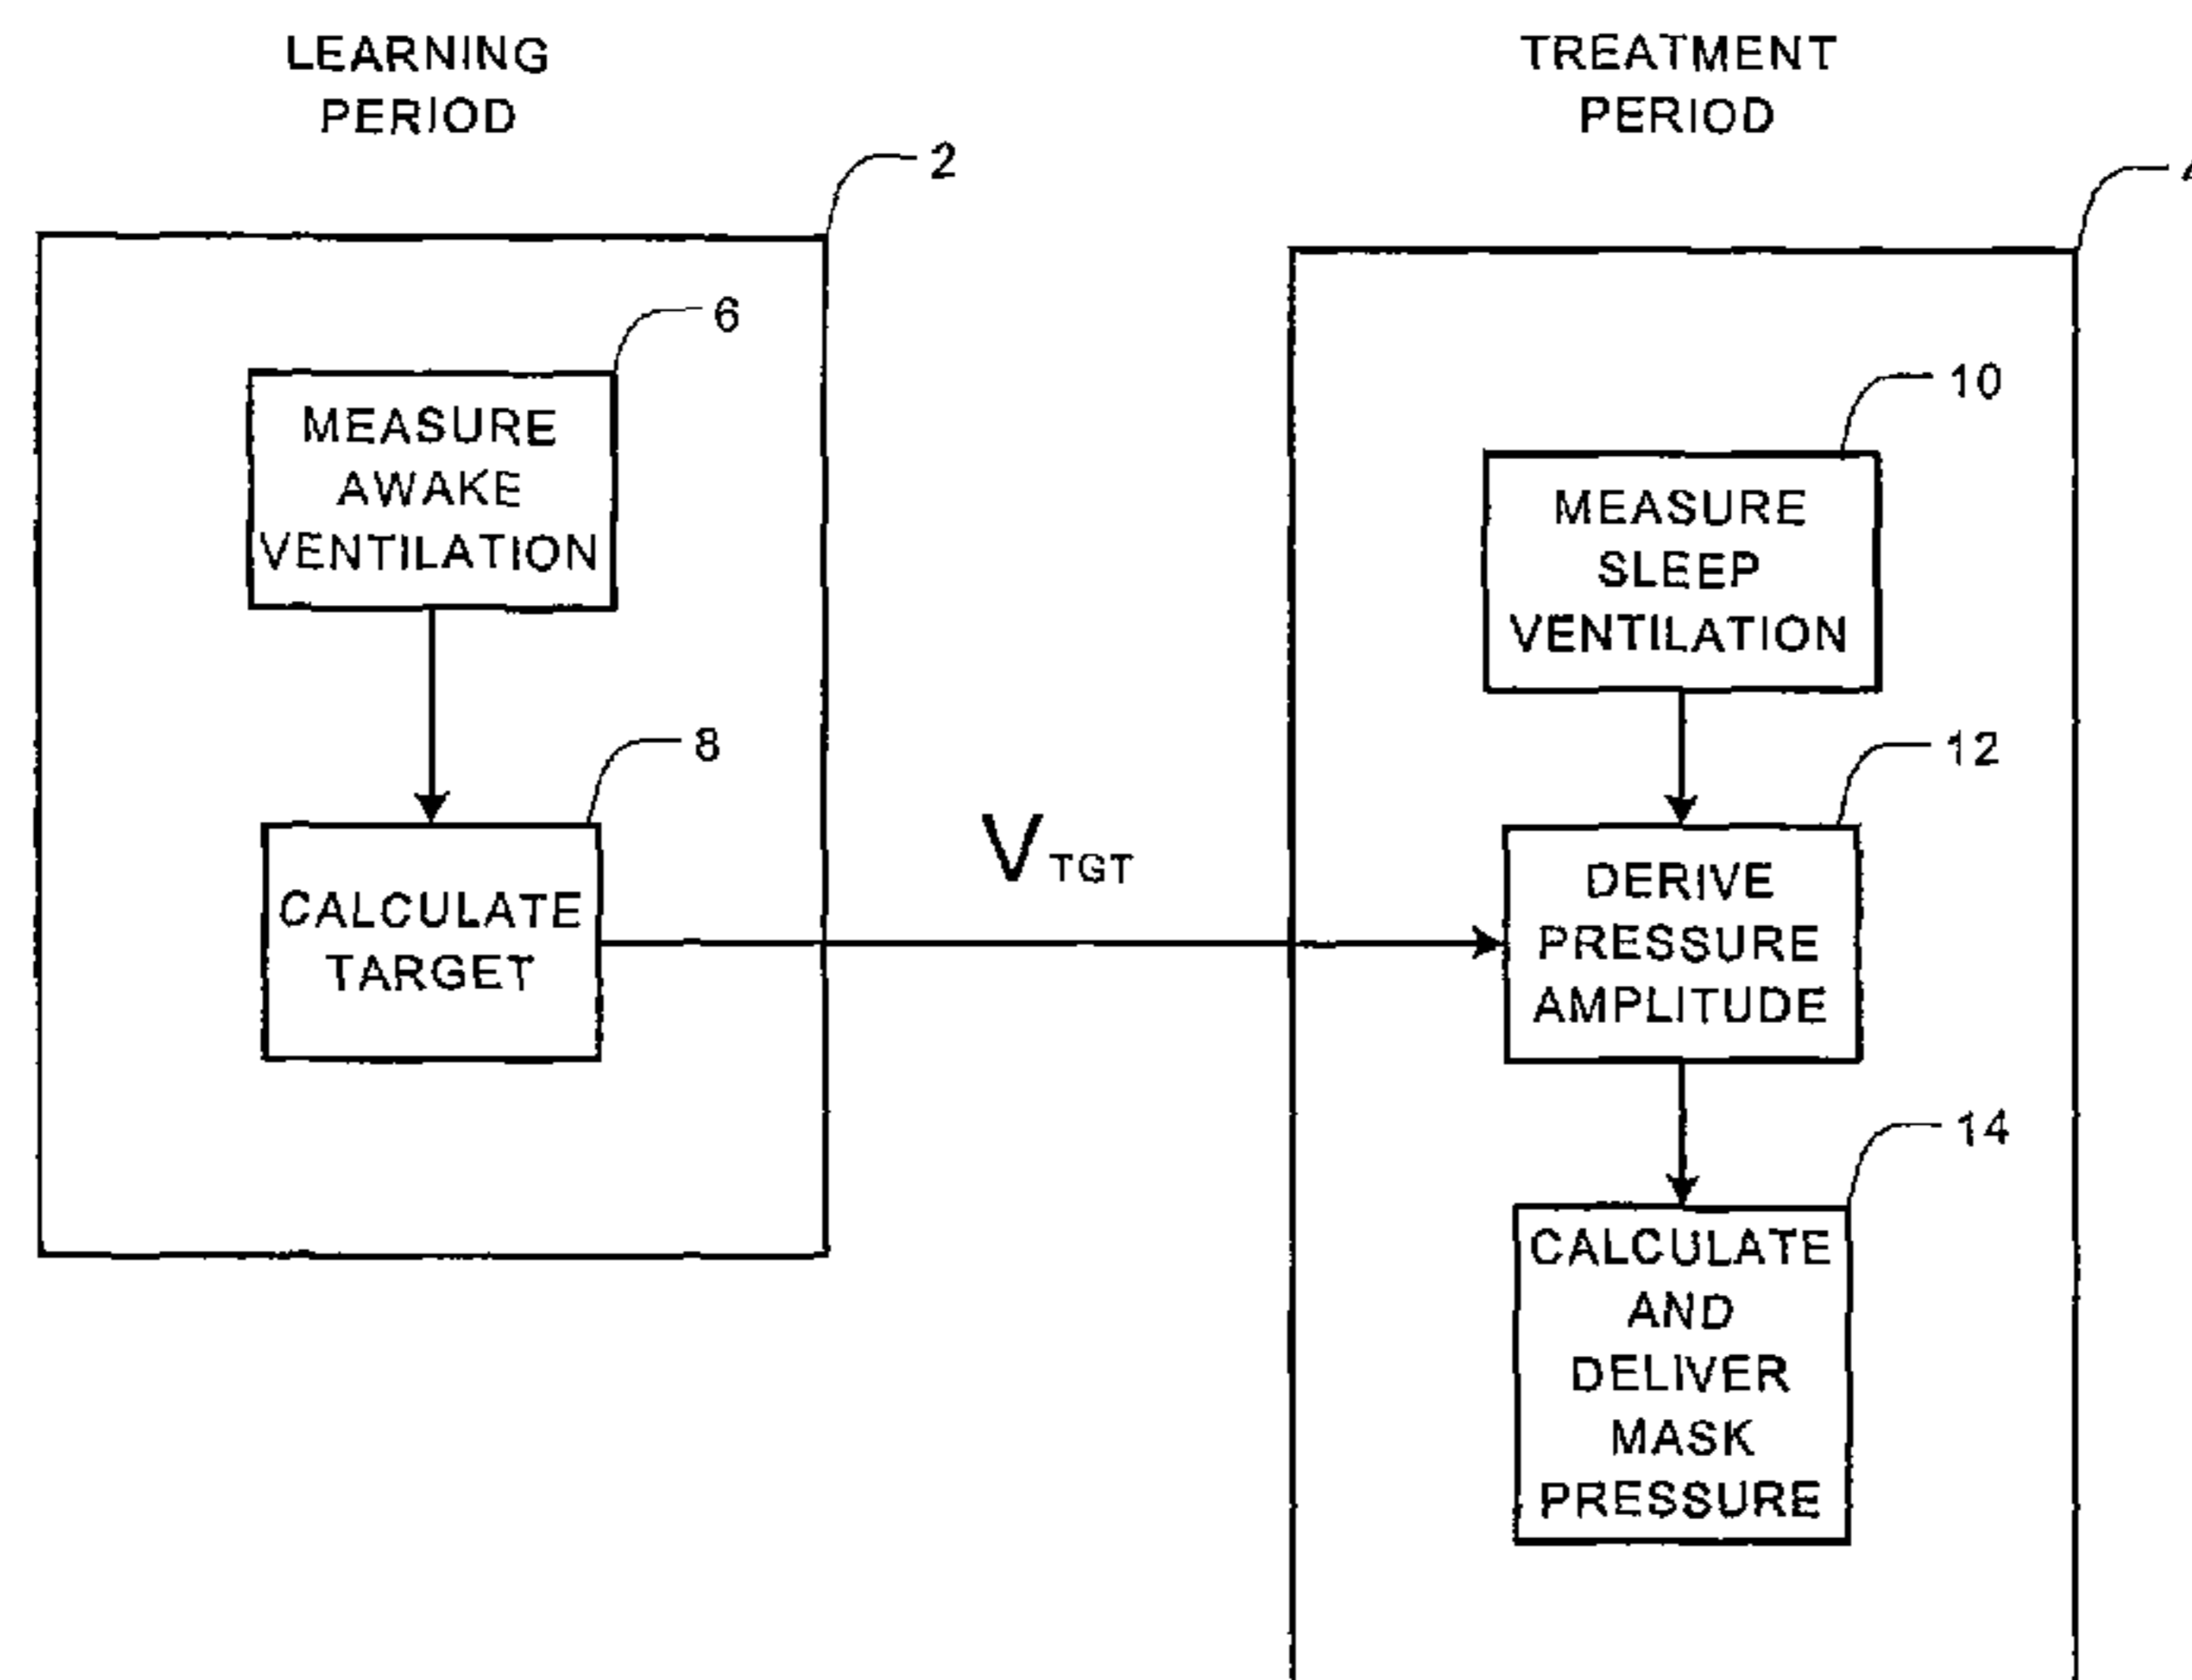 LEARNING
PERIOD
2
6
MEASURE
AWAKE
VENTILATION
8
CALCULATE
TARGET
V TGT
TREATMENT
PERIOD
10
MEASURE
SLEEP
VENTILATION
12
DERIVE
PRESSURE
AMPLITUDE
14
CALCULATE
AND
DELIVER
MASK
PRESSURE